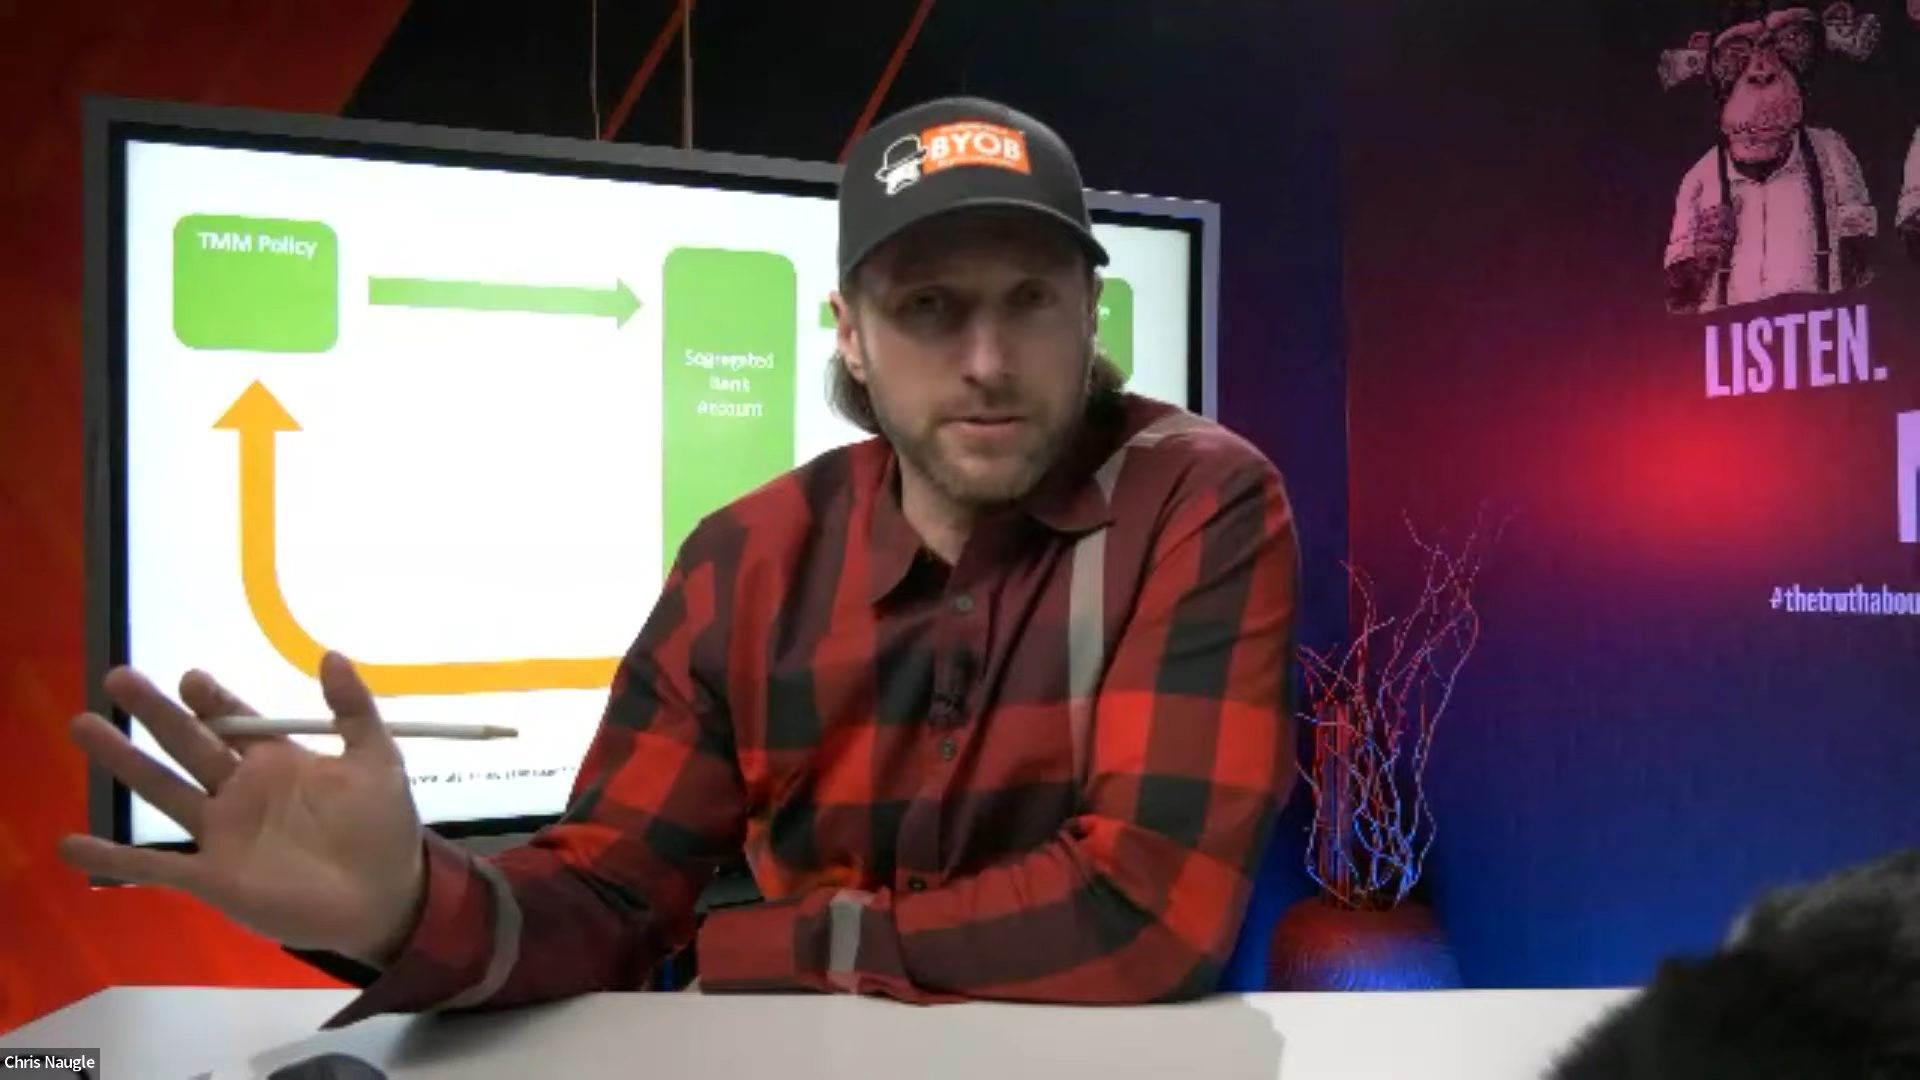 BYOB
TMM Policy
Segregated
Bank
Account
LISTEN.
#thetruthabou
Chris Naugle